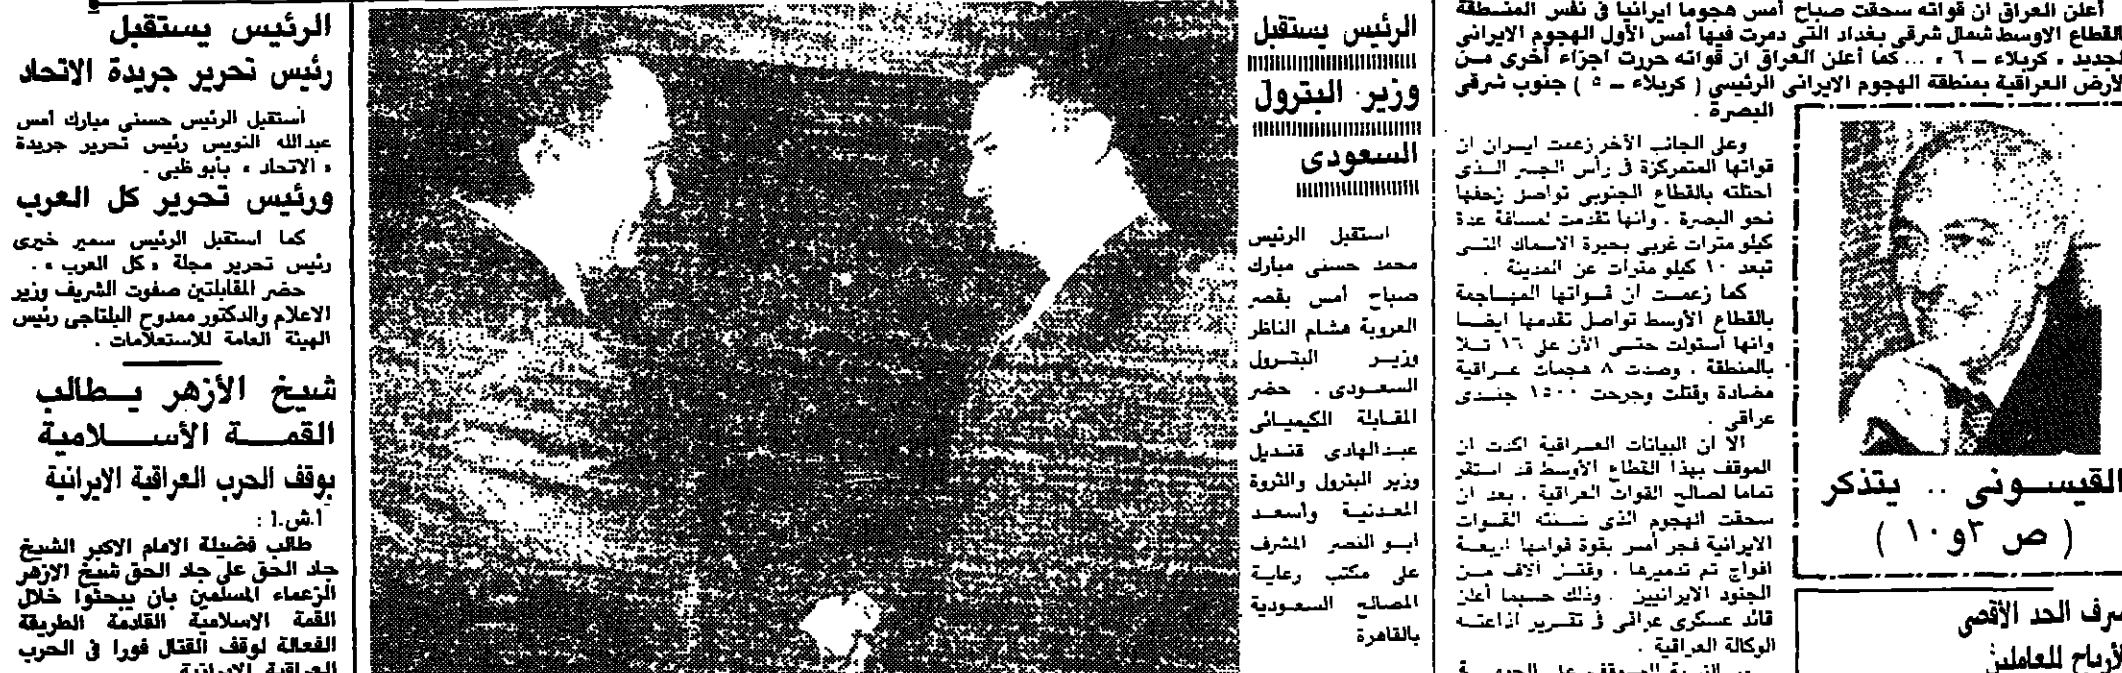 أعلن العراق ان قواته سحقت صباح أمس هجوما ايرانيا فى نفس المنطقة
القطاع الاوسط شمال شرقى بغداد التى دمرت فيها أمس الأول الهجوم الايرانى
لجديد « كربلاء – ٦ » ... كما أعلن العراق ان قواته حررت اجزاء أخرى من
لارض العراقية بمنطقة الهجوم الايرانى الرئيسى ( كربلاء – ٥ ) جنوب شرقى
البصرة .
وعلى الجانب الآخر زعمت ايران ان
قواتها المتمركزة فى رأس الجسر الذى
احتلته بالقطاع الجنوبى تواصل زحفها
نحو البصرة . وانها تقدمت لمسافة عدة
كيلو مترات غربى بحيرة الاسماك التى
تبعد ١٠ كيلو مترات عن المدينة .
كما زعمت ان قواتها المهاجمة
بالقطاع الأوسط تواصل تقدمها ايضا
وانها استولت حتى الآن على ١٦ تلا
بالمنطقة . وصدت ٨ هجمات عراقية
مضادة وقتلت وجرحت ١٥٠٠ جندى
عراقى .
الا ان البيانات العراقية اكدت ان
الموقف بهذا القطاع الأوسط قد استقر
تماما لصالح القوات العراقية . بعد ان
سحقت الهجوم الذى شنته القوات
الايرانية فجر أمس بقوة قوامها اربعة
افواج تم تدميرها . وقتل آلاف من
الجنود الايرانيين . وذلك حسبما أعلن
قائد عسكرى عراقى فى تقرير اذاعته
الوكالة العراقية .
القيسونى .. يتذكر
( ص ٣و١٠ )
صرف الحد الأقصى
لأرباح للعاملين
الرئيس يستقبل
وزير البترول
السعودى
استقبل الرئيس
محمد حسنى مبارك
صباح أمس بقصر
العروبة هشام الناظر
وزير البترول
السعودى . حضر
المقابلة الكيميائى
عبدالهادى قنديل
وزير البترول والثروة
المعدنية وأسعد
ابو النصر المشرف
على مكتب رعاية
المصالح السعودية
بالقاهرة
الرئيس يستقبل
رئيس تحرير جريدة الاتحاد
استقبل الرئيس حسنى مبارك أمس
عبدالله النويس رئيس تحرير جريدة
« الاتحاد » بأبو ظبى .
ورئيس تحرير كل العرب
كما استقبل الرئيس سمير خيرى
رئيس تحرير مجلة « كل العرب » .
حضر المقابلتين صفوت الشريف وزير
الاعلام والدكتور ممدوح البلتاجى رئيس
الهيئة العامة للاستعلامات .
شيخ الأزهر يطالب
القمة الأسلامية
بوقف الحرب العراقية الايرانية
أ.ش.أ :
طالب فضيلة الامام الاكبر الشيخ
جاد الحق على جاد الحق شيخ الازهر
الزعماء المسلمين بان يبحثوا خلال
القمة الاسلامية القادمة الطريقة
الفعالة لوقف القتال فورا فى الحرب
العراقية الايرانية